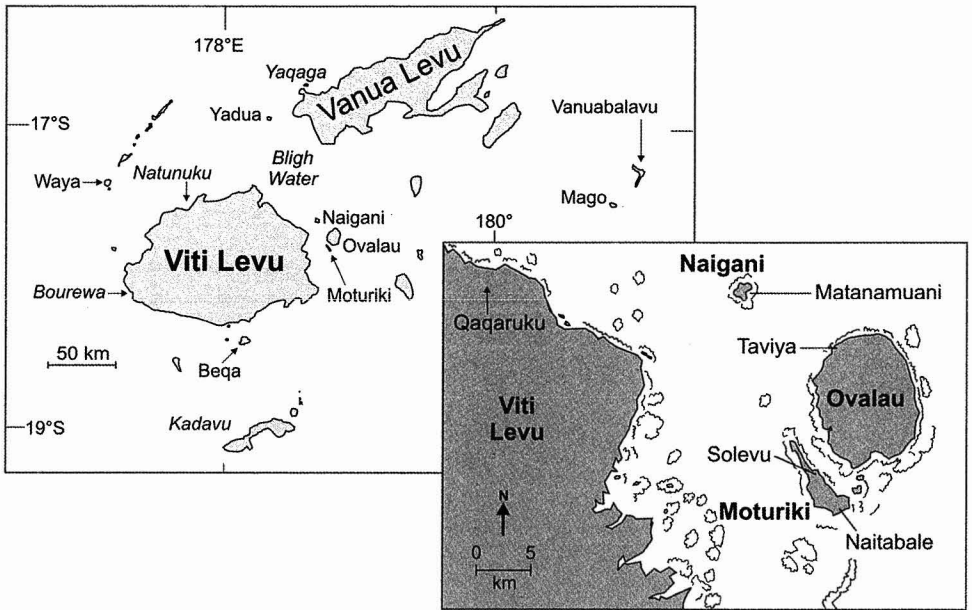 178°E
Yaqaga
Vanua Levu
Yadua
Vanuabalavu
17°S
Bligh
Water
Natunuku
Waya
Mago
Naigani
Ovalau
Viti Levu
Moturiki
Bourewa
50 km
Beqa
Kadavu
19°S
180°
Naigani
Matanamuani
Qaqaruku
Taviya
Viti
Levu
Ovalau
Solevu
Moturiki
N
0 5
km
Naitabale